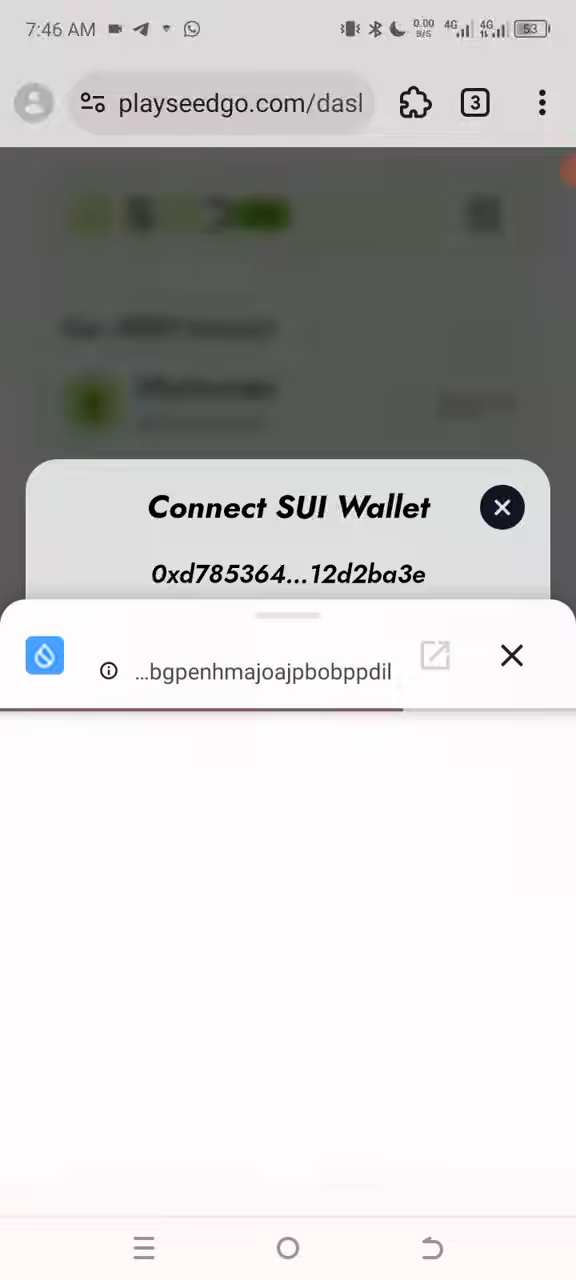 7:46 AM
0.00 B/S 4G 4G 53
playseedgo.com/dasl
3
Connect SUI Wallet
0xd785364...12d2ba3e
...bgpenhmajoajpbobppdil